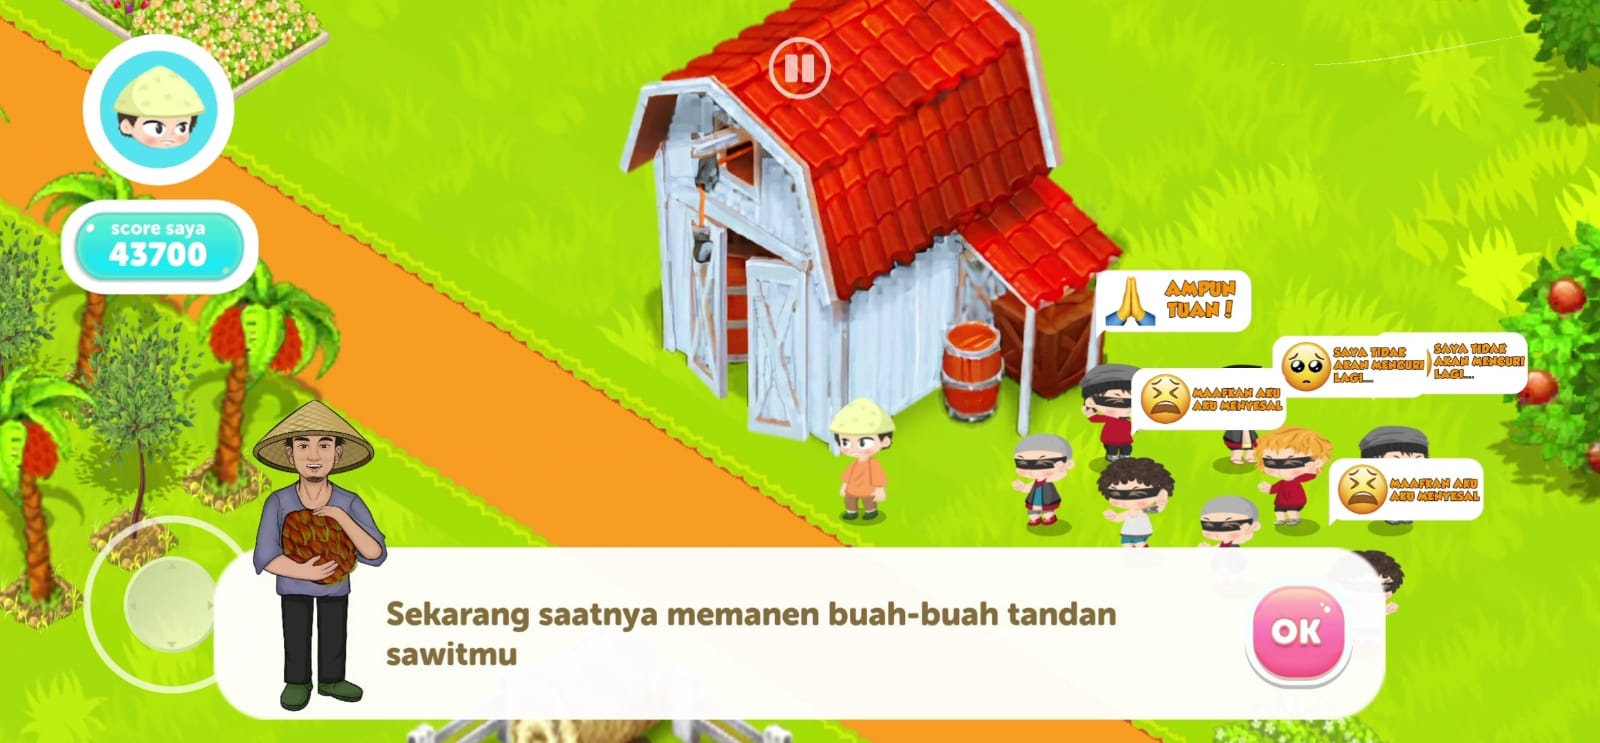 score saya
43700
AMPUN
TUAN!
SAYA TIDAK
AKAN MENCURI
LAGI...
SAYA TIDAK
AKAN MENCURI
LAGI...
MAAFKAN AKU
AKU MENYESAL
MAAFKAN AKU
AKU MENYESAL
Sekarang saatnya memanen buah-buah tandan
sawitmu
OK